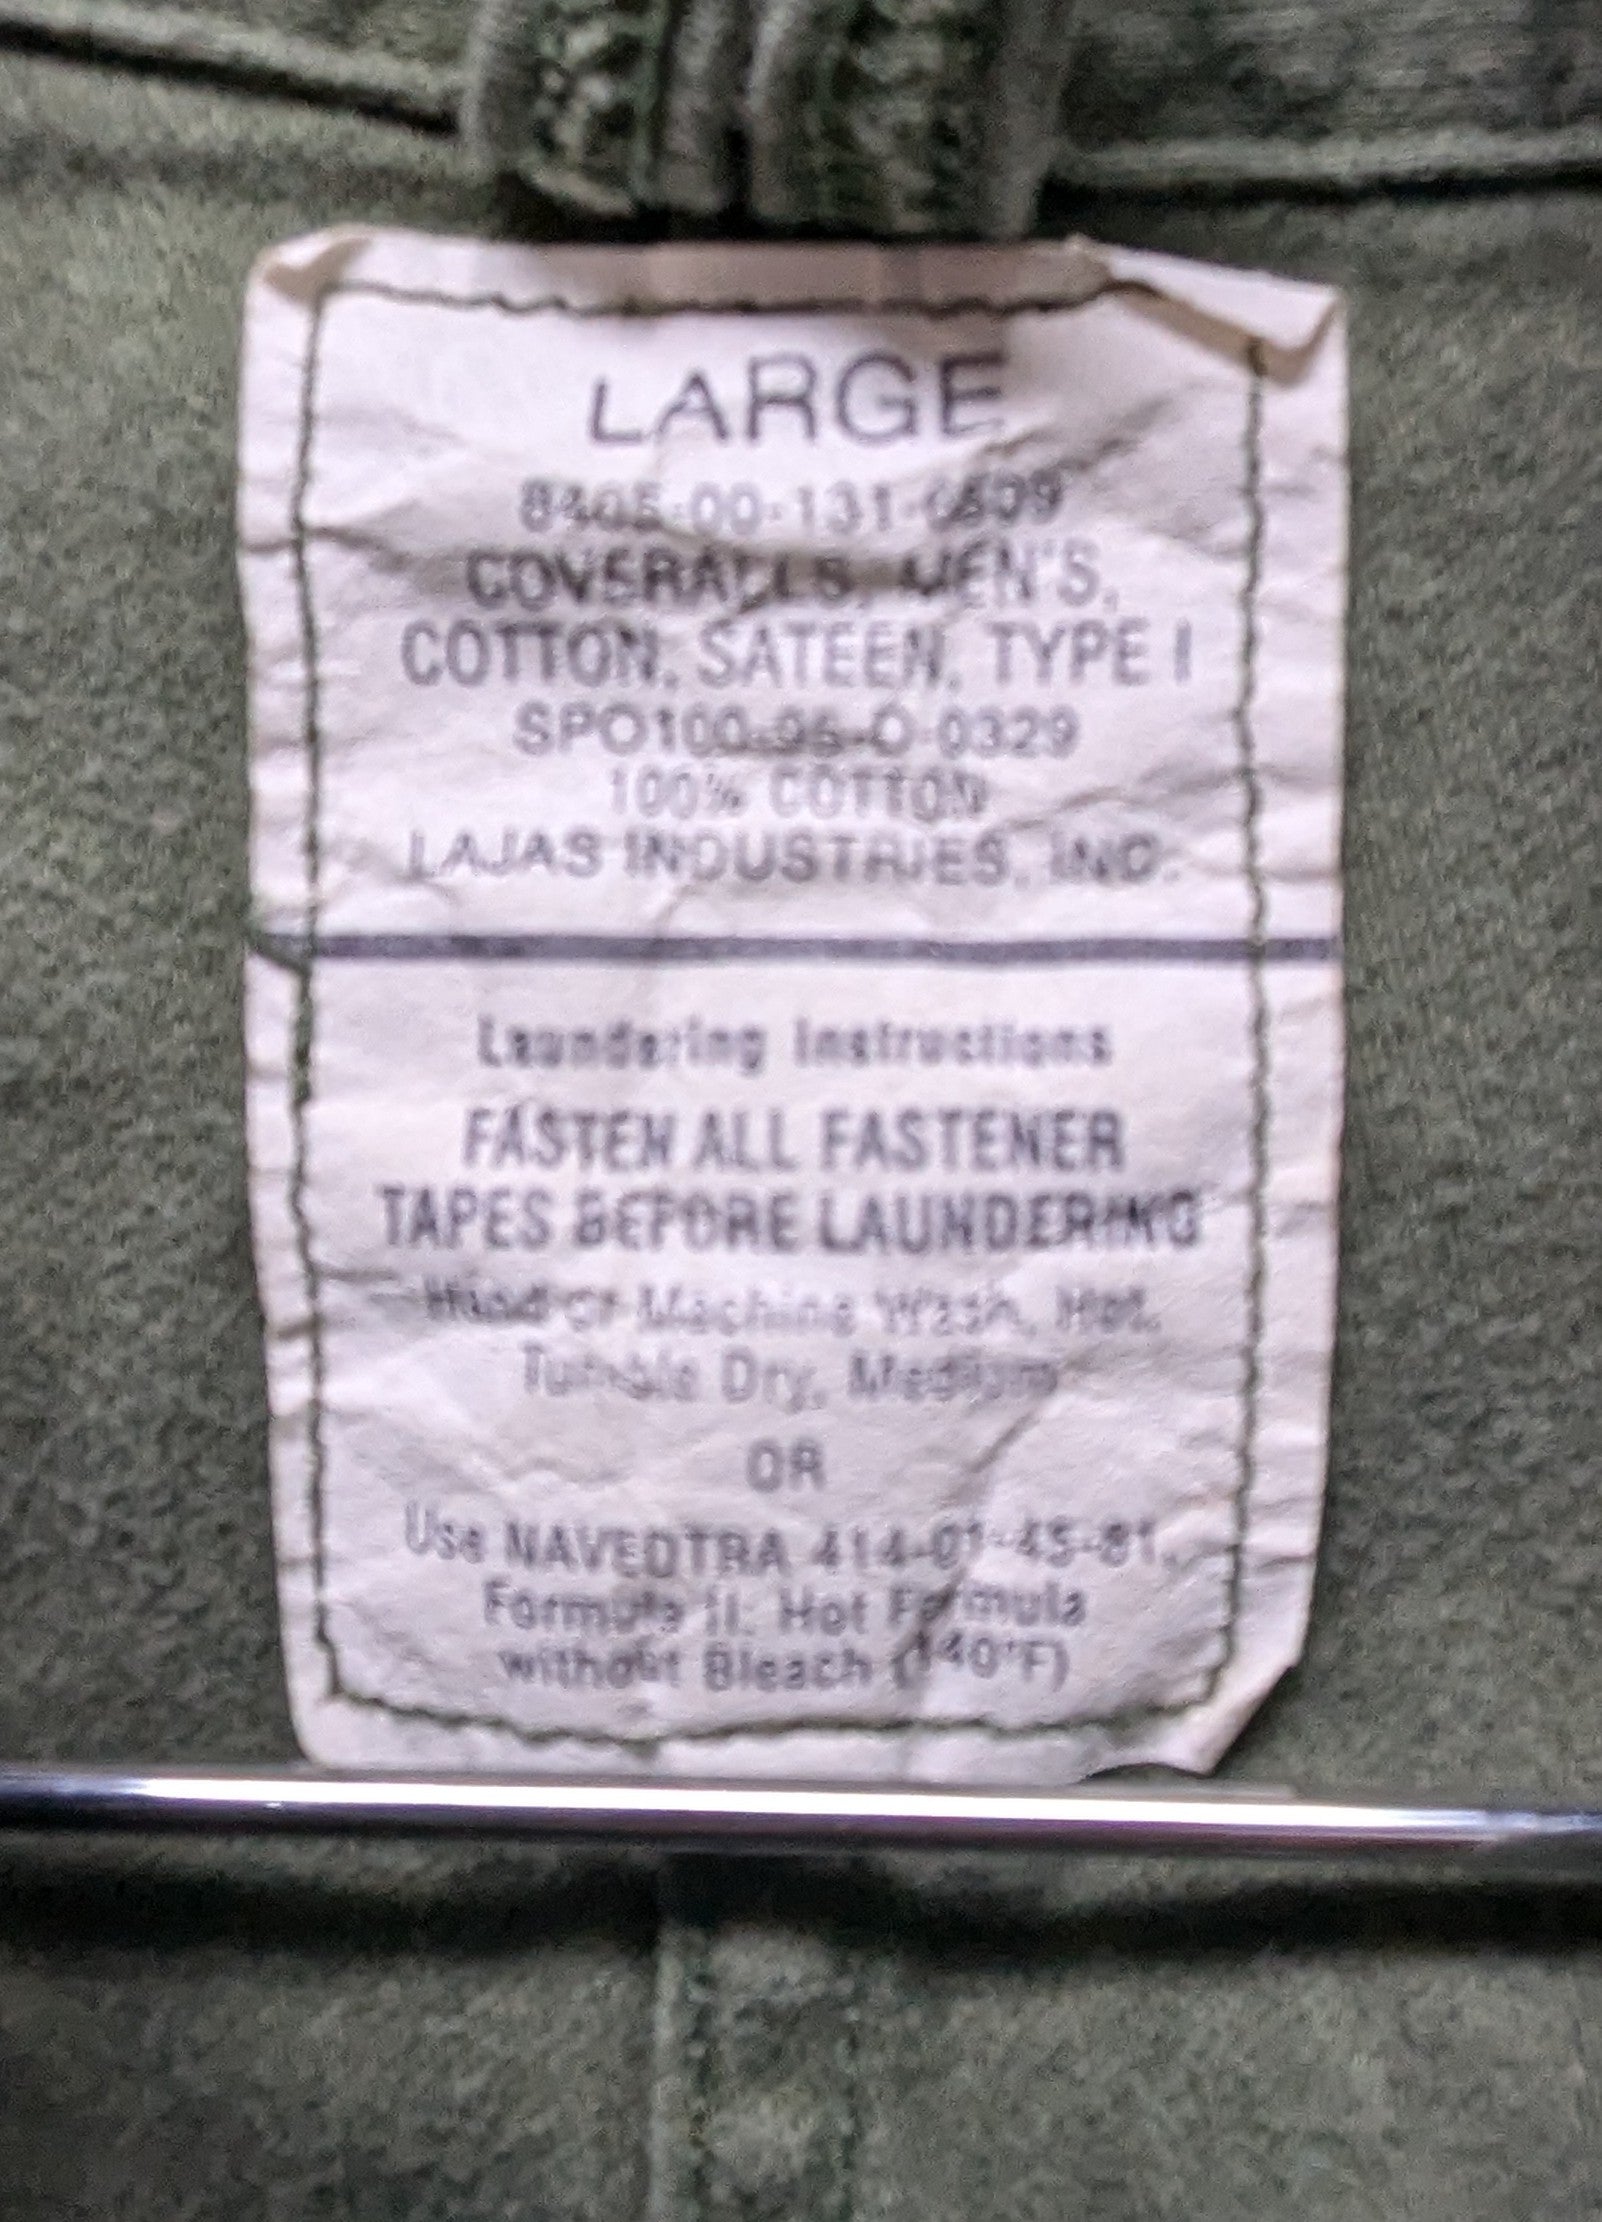 LARGE
8405-00-131-6509
COVERALLS, MEN'S,
COTTON, SATEEN, TYPE I
SPO100-96-O-0329
100% COTTON
LAJAS INDUSTRIES, INC.
Laundering Instructions
FASTEN ALL FASTENER
TAPES BEFORE LAUNDERING
Hand or Machine Wash, Hot.
Tumble Dry, Medium
OR
Use NAVEDTRA 414-01-45-81,
Formula II. Hot Formula
without Bleach (140°F)